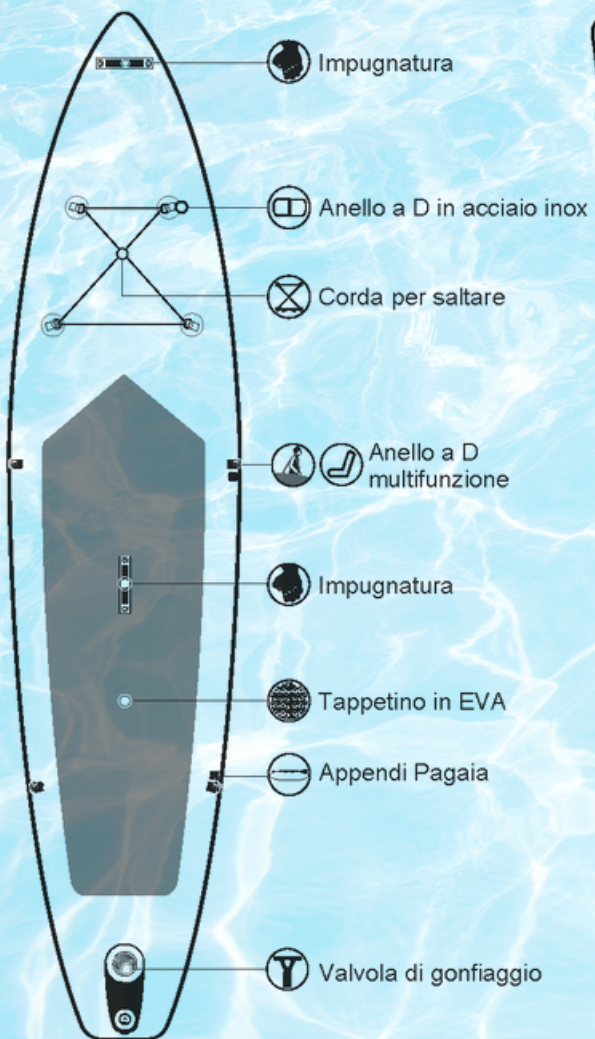 Impugnatura
Anello a D in acciaio inox
Corda per saltare
Anello a D
multifunzione
Impugnatura
Tappetino in EVA
Appendi Pagaia
Valvola di gonfiaggio